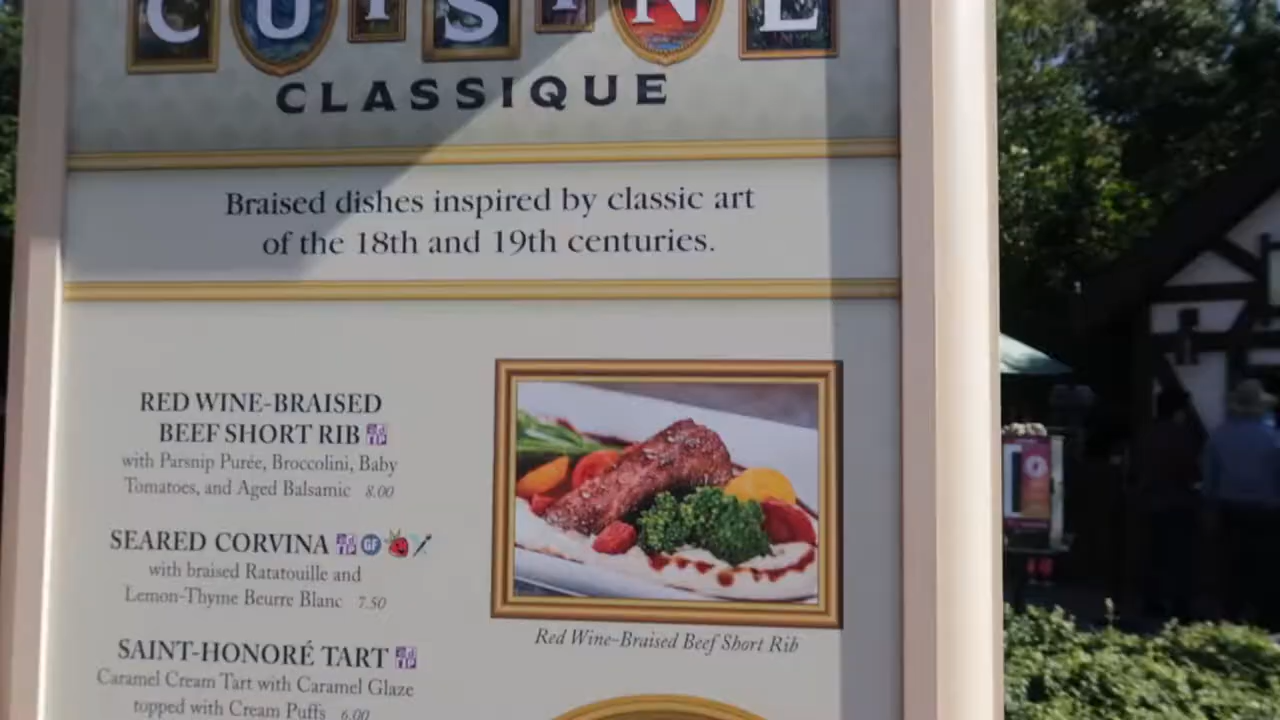 CUISINE
CLASSIQUE
Braised dishes inspired by classic art
of the 18th and 19th centuries.
RED WINE-BRAISED
BEEF SHORT RIB
with Parsnip Purée, Broccolini, Baby
Tomatoes, and Aged Balsamic 8.00
SEARED CORVINA GF
with braised Ratatouille and
Lemon-Thyme Beurre Blanc 7.50
SAINT-HONORÉ TART
Caramel Cream Tart with Caramel Glaze
topped with Cream Puffs 6.00
Red Wine-Braised Beef Short Rib